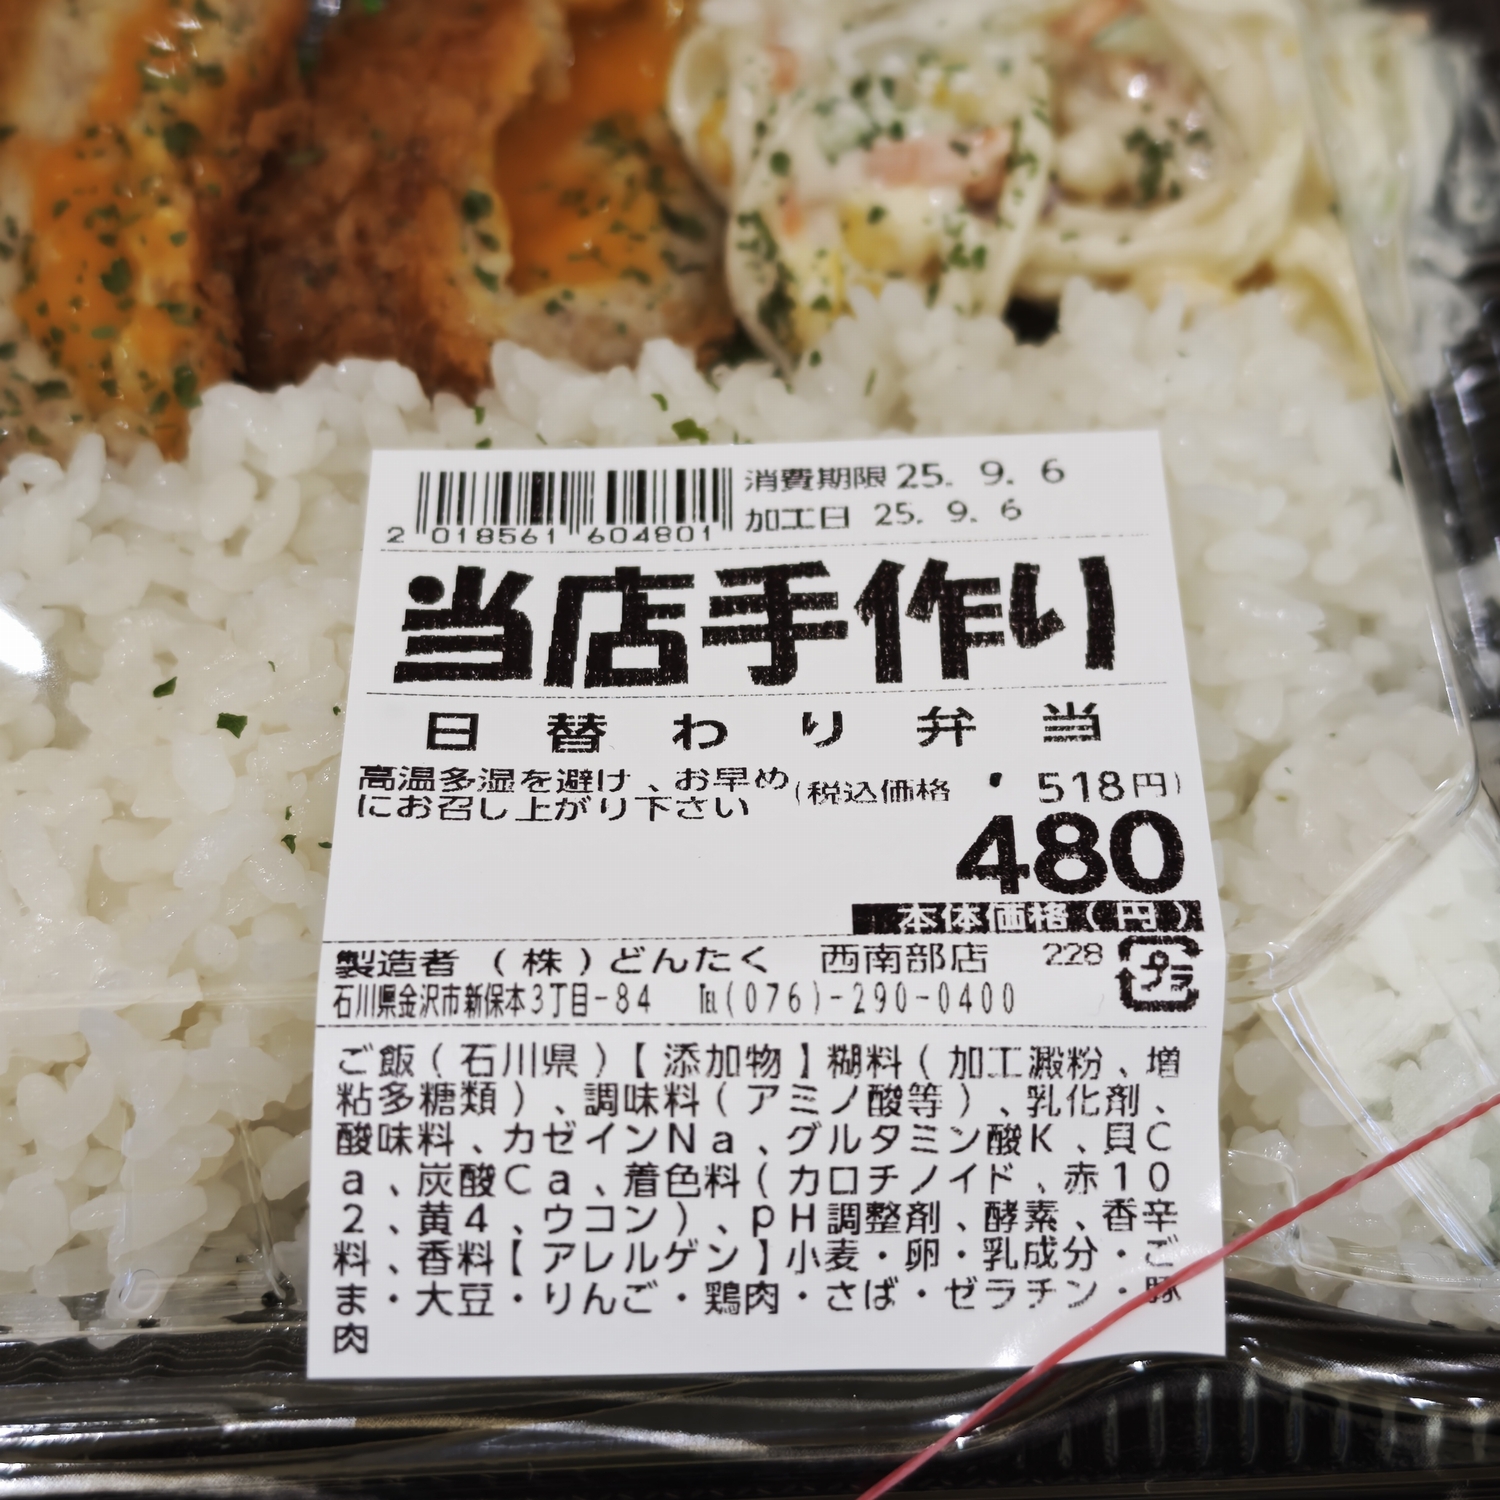 消費期限 25. 9. 6
加工日 25. 9. 6
2 018561 604801
当店手作り
日替わり弁当
高温多湿を避け、お早め
にお召し上がり下さい
(税込価格 ・ 518円)
480
本体価格(円)
製造者 (株)どんたく 西南部店 228
プラ
石川県金沢市新保本3丁目-84 ℡(076)-290-0400
ご飯(石川県)【添加物】糊料(加工澱粉、増
粘多糖類)、調味料(アミノ酸等)、乳化剤、
酸味料、カゼインNa、グルタミン酸K、貝C
a、炭酸Ca、着色料(カロチノイド、赤10
2、黄4、ウコン)、pH調整剤、酵素、香辛
料、香料【アレルゲン】小麦・卵・乳成分・ご
ま・大豆・りんご・鶏肉・さば・ゼラチン・豚
肉